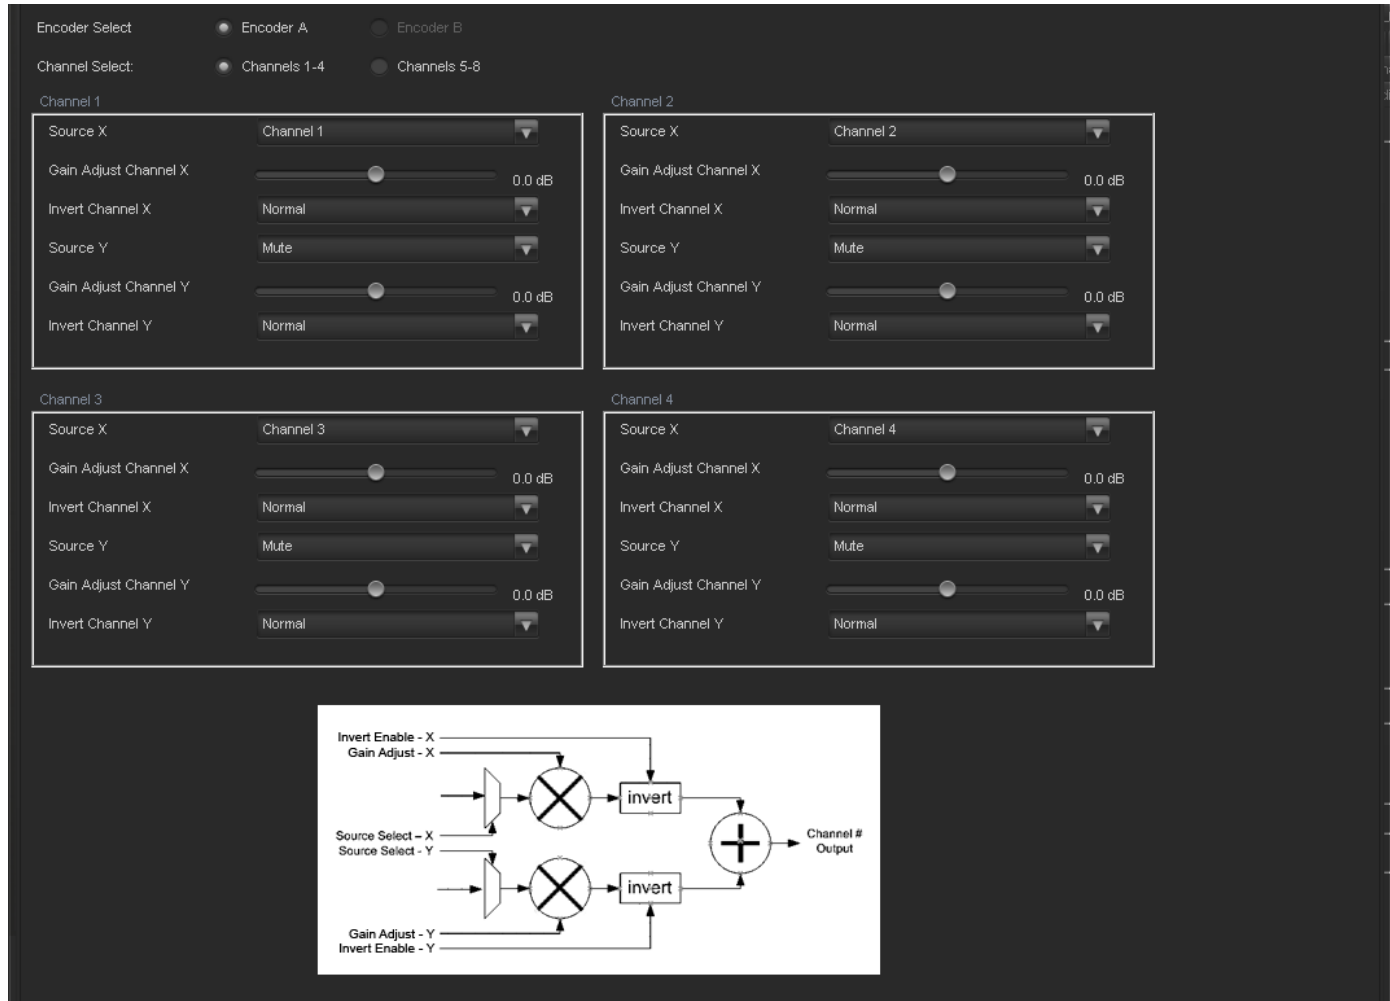 Encoder Select Encoder A Encoder B
Channel Select: Channels 1-4 Channels 5-8
Channel 1
Source X Channel 1
Gain Adjust Channel X 0.0 dB
Invert Channel X Normal
Source Y Mute
Gain Adjust Channel Y 0.0 dB
Invert Channel Y Normal
Channel 2
Source X Channel 2
Gain Adjust Channel X 0.0 dB
Invert Channel X Normal
Source Y Mute
Gain Adjust Channel Y 0.0 dB
Invert Channel Y Normal
Channel 3
Source X Channel 3
Gain Adjust Channel X 0.0 dB
Invert Channel X Normal
Source Y Mute
Gain Adjust Channel Y 0.0 dB
Invert Channel Y Normal
Channel 4
Source X Channel 4
Gain Adjust Channel X 0.0 dB
Invert Channel X Normal
Source Y Mute
Gain Adjust Channel Y 0.0 dB
Invert Channel Y Normal
Invert Enable - X
Gain Adjust - X
invert
Source Select – X
Source Select - Y
Channel #
Output
invert
Gain Adjust - Y
Invert Enable - Y